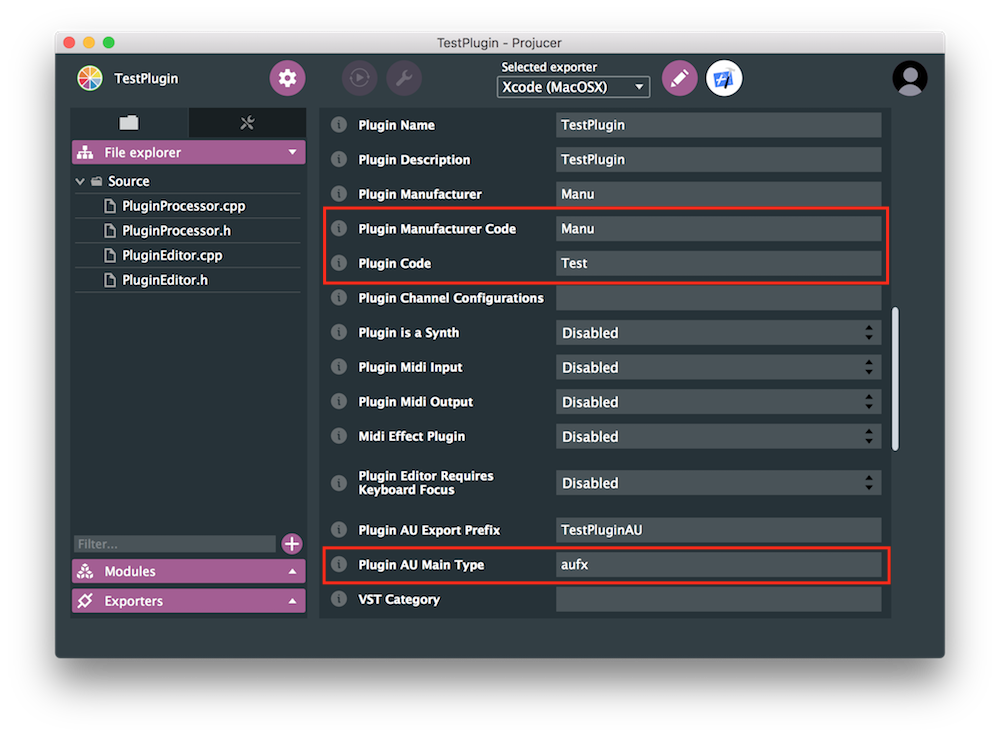 TestPlugin - Projucer
TestPlugin
Selected exporter
Xcode (MacOSX)
File explorer
Source
PluginProcessor.cpp
PluginProcessor.h
PluginEditor.cpp
PluginEditor.h
Filter...
Modules
Exporters
Plugin Name TestPlugin
Plugin Description TestPlugin
Plugin Manufacturer Manu
Plugin Manufacturer Code Manu
Plugin Code Test
Plugin Channel Configurations
Plugin is a Synth Disabled
Plugin Midi Input Disabled
Plugin Midi Output Disabled
Midi Effect Plugin Disabled
Plugin Editor Requires
Keyboard Focus Disabled
Plugin AU Export Prefix TestPluginAU
Plugin AU Main Type aufx
VST Category